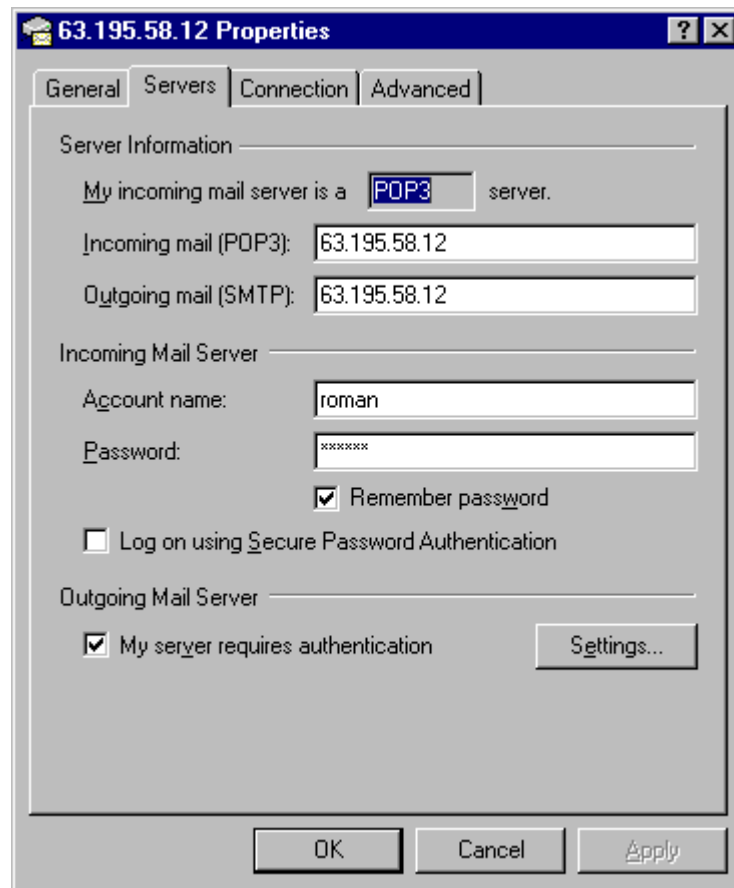 63.195.58.12 Properties
General Servers Connection Advanced
Server Information
My incoming mail server is a POP3 server.
Incoming mail (POP3): 63.195.58.12
Outgoing mail (SMTP): 63.195.58.12
Incoming Mail Server
Account name: roman
Password: ******
Remember password
Log on using Secure Password Authentication
Outgoing Mail Server
My server requires authentication Settings...
OK Cancel Apply